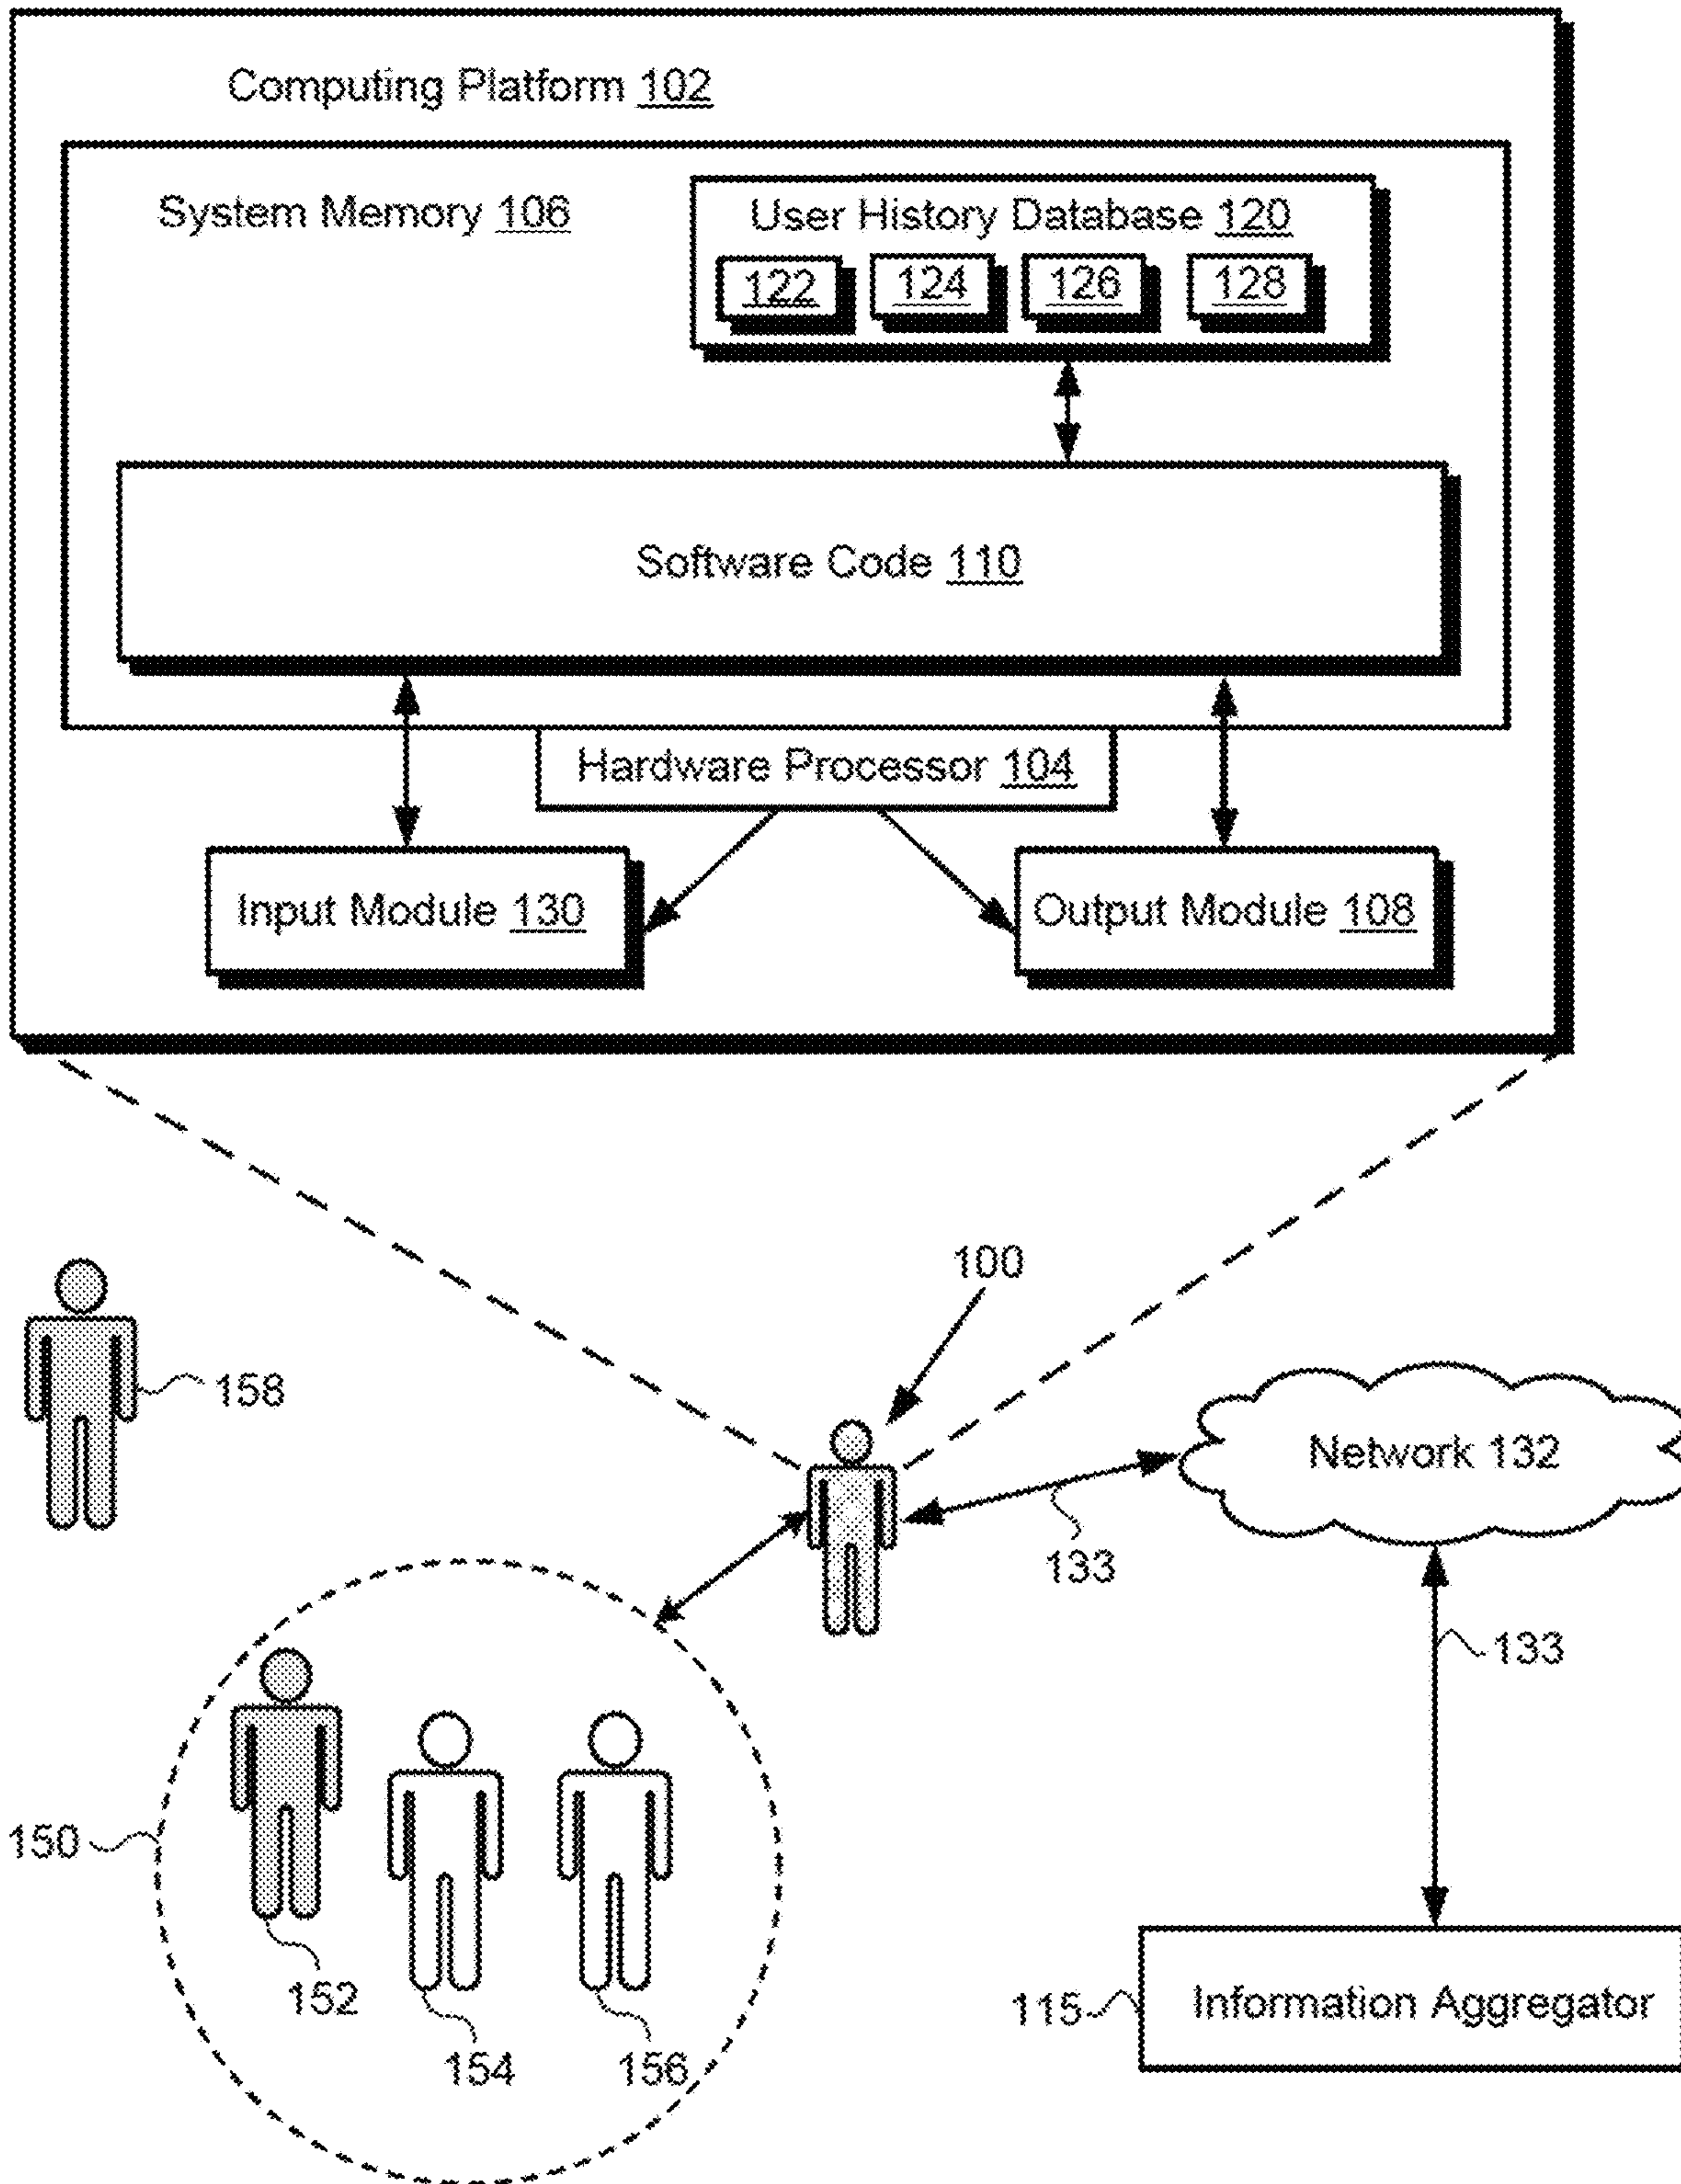 Computing Platform 102
System Memory 106
User History Database 120
122 124 126 128
Software Code 110
Hardware Processor 104
Input Module 130
Output Module 108
100
158
Network 132
133
133
150
152
154
156
115
Information Aggregator